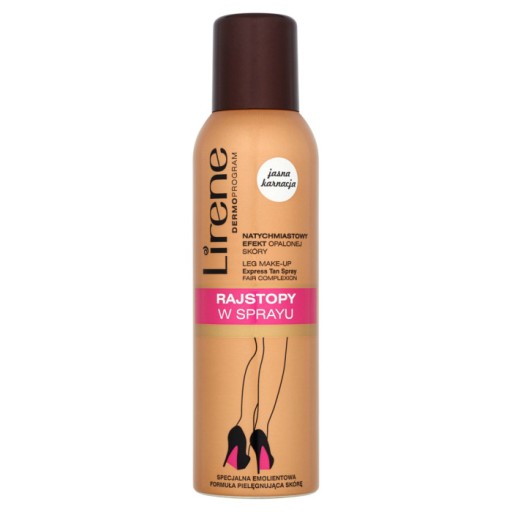 Lirene
DERMOPROGRAM
jasna
karnacja
NATYCHMIASTOWY
EFEKT OPALONEJ
SKÓRY
LEG MAKE-UP
Express Tan Spray
FAIR COMPLEXION
RAJSTOPY
W SPRAYU
SPECJALNA EMOLIENTOWA
FORMUŁA PIELĘGNUJĄCA SKÓRĘ